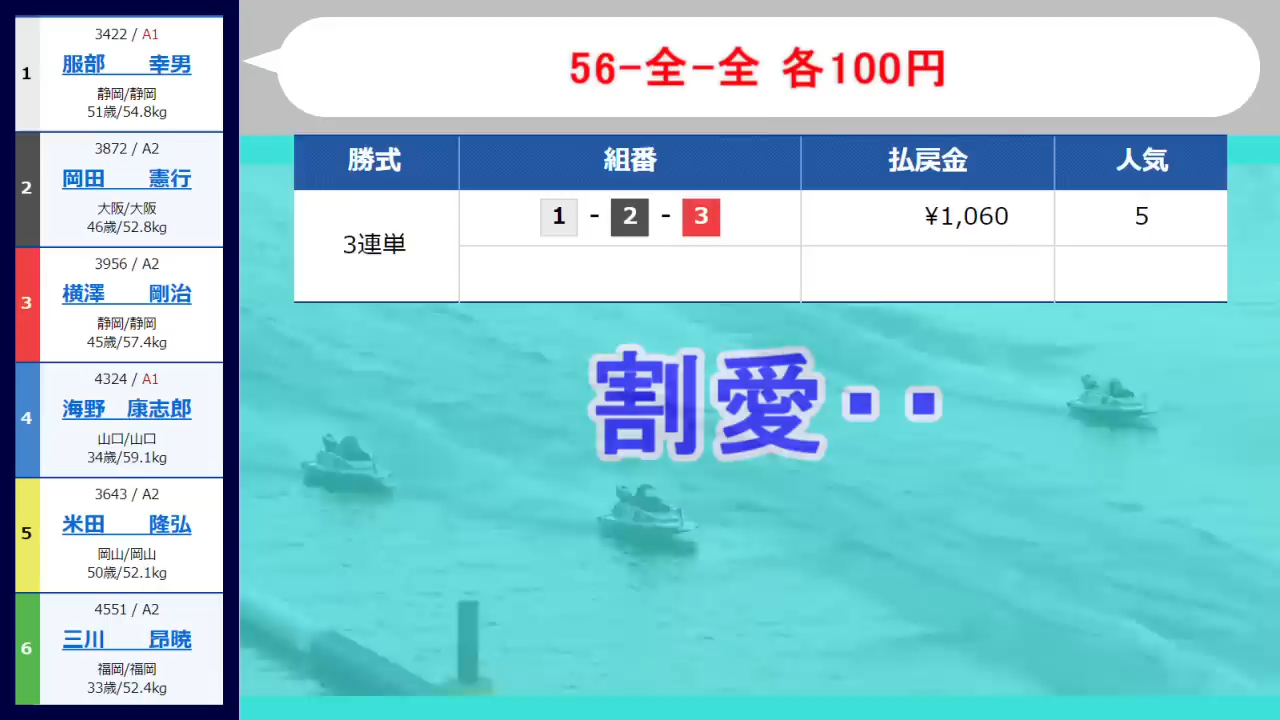 1
3422 / A1
服部 幸男
静岡/静岡
51歳/54.8kg
2
3872 / A2
岡田 憲行
大阪/大阪
46歳/52.8kg
3
3956 / A2
横澤 剛治
静岡/静岡
45歳/57.4kg
4
4324 / A1
海野 康志郎
山口/山口
34歳/59.1kg
5
3643 / A2
米田 隆弘
岡山/岡山
50歳/52.1kg
6
4551 / A2
三川 昂暁
福岡/福岡
33歳/52.4kg
56-全-全 各100円
勝式 組番 払戻金 人気
3連単 1 - 2 - 3 ¥1,060 5
割愛・・